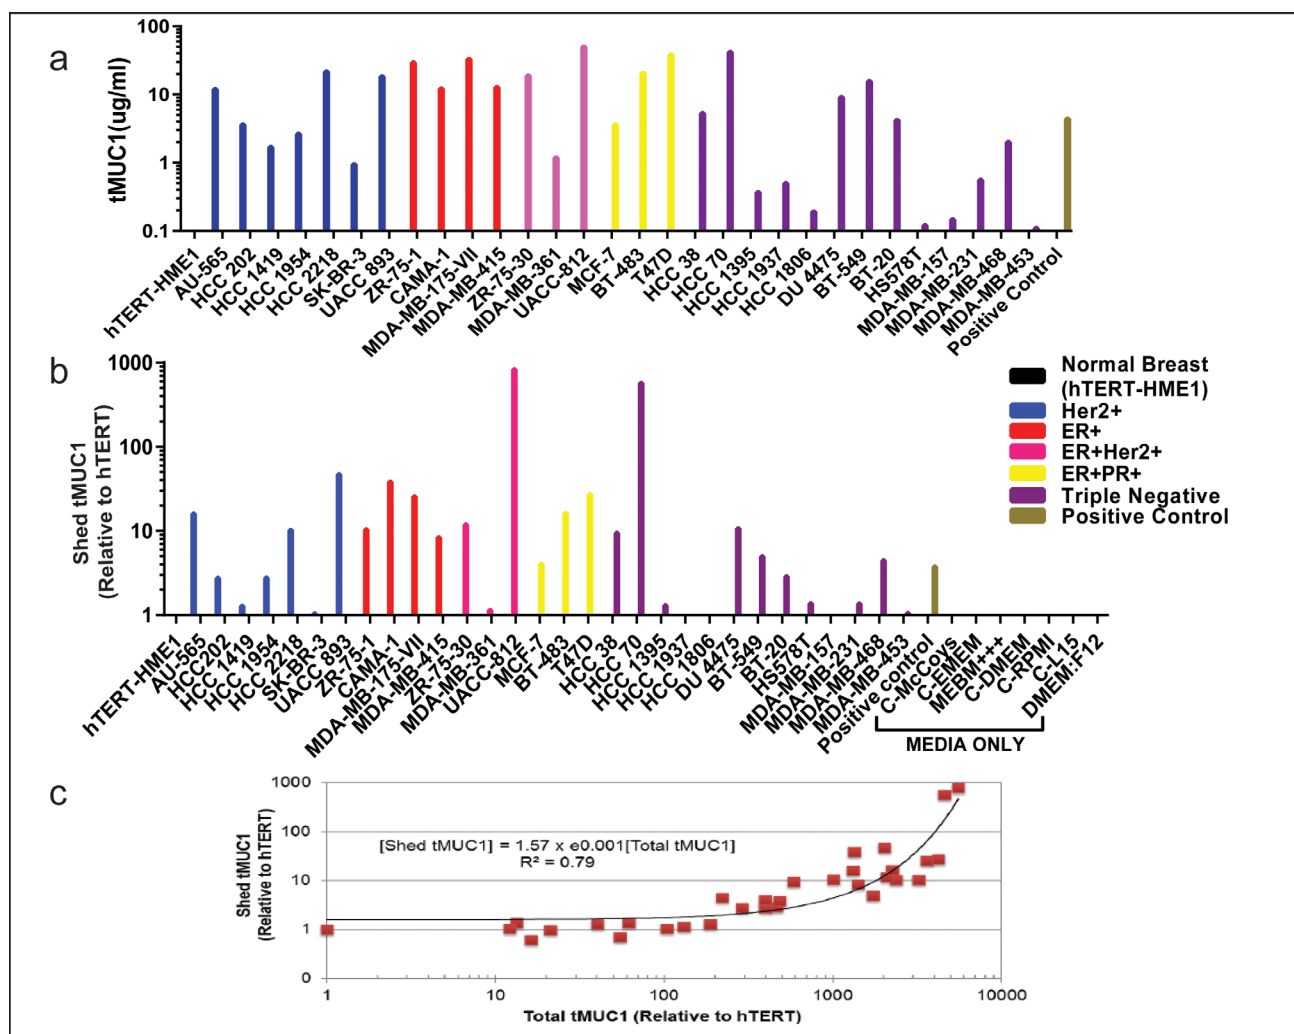 a
tMUC1(ug/ml)
100
10
1
0.1
hTERT-HME1
AU-565
HCC 202
HCC 1419
HCC 1954
HCC 2218
SK-BR-3
UACC 893
ZR-75-1
CAMA-1
MDA-MB-175-VII
MDA-MB-415
ZR-75-30
MDA-MB-361
UACC-812
MCF-7
BT-483
T47D
HCC 38
HCC 70
HCC 1395
HCC 1937
HCC 1806
DU 4475
BT-549
BT-20
HS578T
MDA-MB-157
MDA-MB-231
MDA-MB-468
MDA-MB-453
Positive Control
b
Shed tMUC1
(Relative to hTERT)
1000
100
10
1
Normal Breast
(hTERT-HME1)
Her2+
ER+
ER+Her2+
ER+PR+
Triple Negative
Positive Control
hTERT-HME1
AU-565
HCC202
HCC 1419
HCC 1954
HCC 2218
SK-BR-3
UACC 893
ZR-75-1
CAMA-1
MDA-MB-175-VII
MDA-MB-415
ZR-75-30
MDA-MB-361
UACC-812
MCF-7
BT-483
T47D
HCC 38
HCC 70
HCC 1395
HCC 1937
HCC 1806
DU 4475
BT-549
BT-20
HS578T
MDA-MB-157
MDA-MB-231
MDA-MB-468
MDA-MB-453
Positive control
C-McCoys
C-EMEM
MEBM+++
C-DMEM
C-RPMI
C-L15
DMEM:F12
MEDIA ONLY
c
Shed tMUC1
(Relative to hTERT)
1000
100
10
1
0
[Shed tMUC1] = 1.57 x e0.001[Total tMUC1]
R² = 0.79
1
10
100
1000
10000
Total tMUC1 (Relative to hTERT)